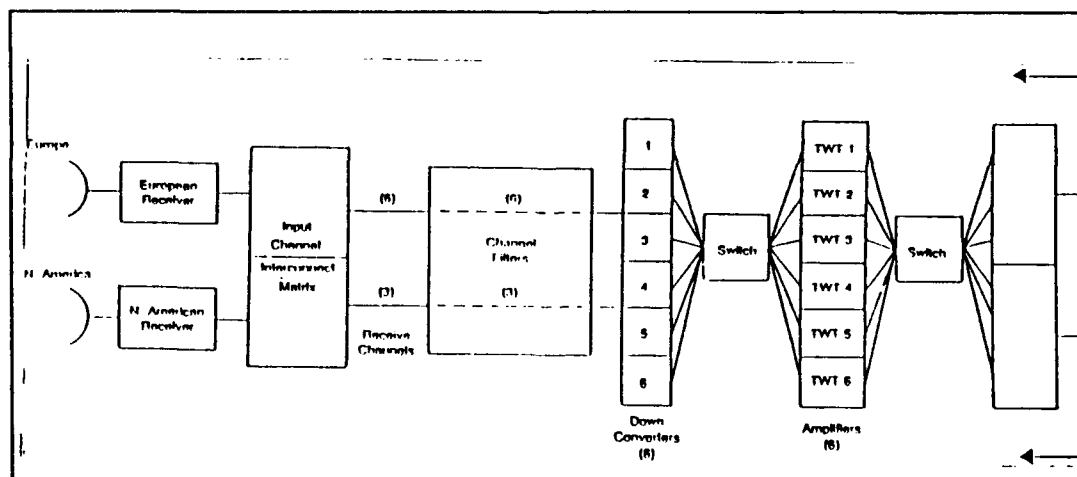 Europe
European
Receiver
N. America
N. American
Receiver
Input
Channel
Interconnect
Matrix
(6)
(3)
Receive
Channels
(6)
Channel
Filters
(3)
1
2
3
4
5
6
Down
Converters
(6)
Switch
TWT 1
TWT 2
TWT 3
TWT 4
TWT 5
TWT 6
Amplifiers
(6)
Switch